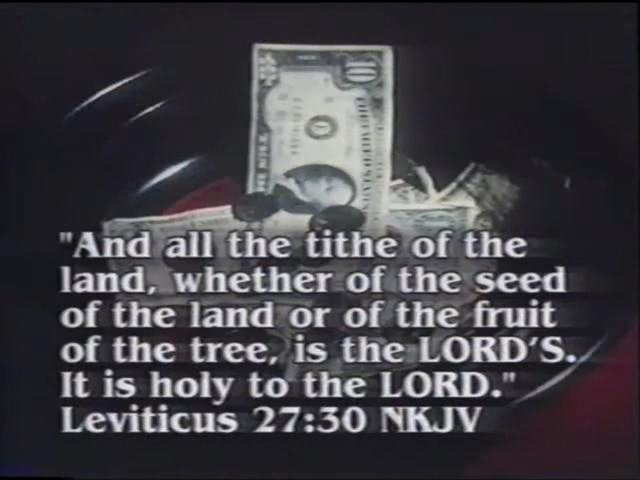 10
"And all the tithe of the
land, whether of the seed
of the land or of the fruit
of the tree, is the LORD'S.
It is holy to the LORD."
Leviticus 27:30 NKJV